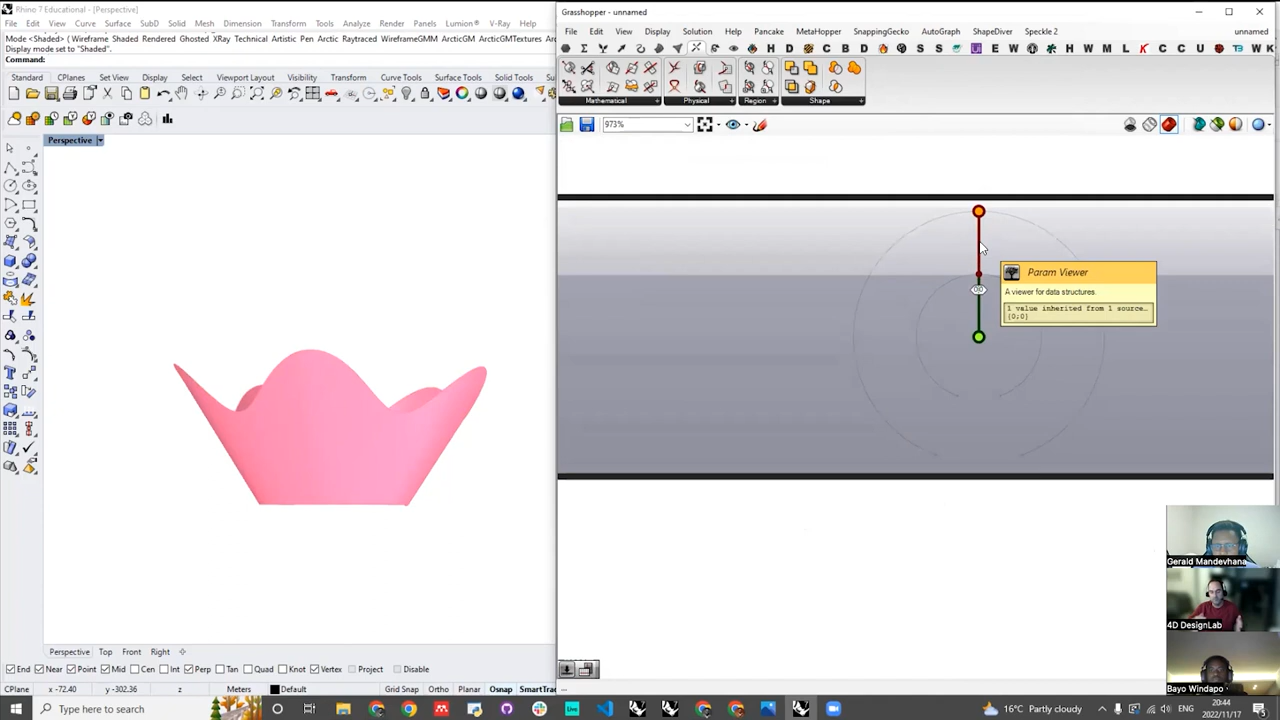 Rhino 7 Educational - [Perspective]
File Edit View Curve Surface SubD Solid Mesh Dimension Transform Tools Analyze Render Panels Lumion® V-Ray Help
Mode <Shaded> ( Wireframe Shaded Rendered Ghosted XRay Technical Artistic Pen Arctic RaytracedWireframeGMM ArcticGMTextures Arc
Display mode set to "Shaded".
Command:
Standard CPlanes Set View Display Select Viewport Layout Visibility Transform Curve Tools Surface Tools Solid Tools
Perspective
Perspective Top Front Right
End Near Point Mid Cen Int Perp Tan Quad Knot Vertex Project Disable
CPlane x -72.40 y -302.36 z Meters Default Grid Snap Ortho Planar Osnap SmartTrac
Grasshopper - unnamed
File Edit View Display Solution Help Pancake MetaHopper SnappingGecko AutoGraph ShapeDiver Speckle 2 unnamed
Mathematical Physical Region Shape
973%
Param Viewer
A viewer for data structures.
1 value inherited from 1 source…
{0;0}
Gerald Mandevhana
4D DesignLab
Bayo Windapo
Type here to search
16°C Partly cloudy ENG 20:44
2022/11/17